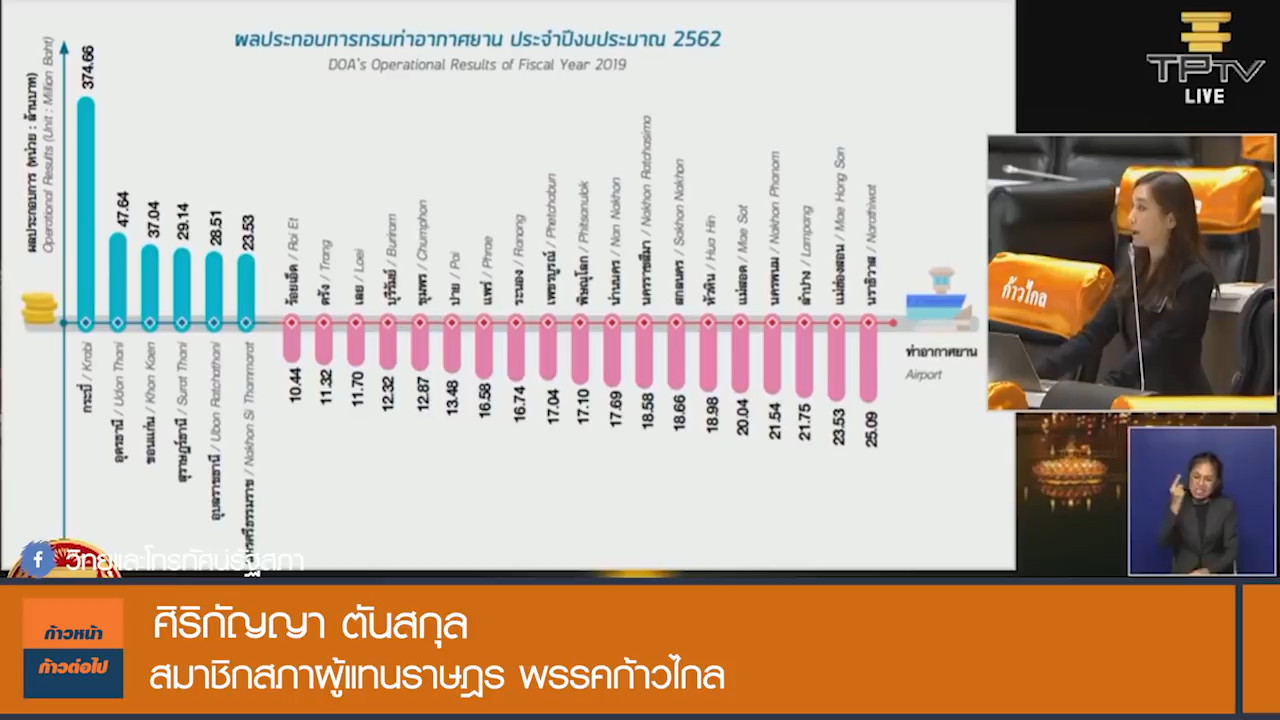 ผลประกอบการกรมท่าอากาศยาน ประจำปีงบประมาณ 2562
DOA's Operational Results of Fiscal Year 2019
ผลประกอบการ (หน่วย : ล้านบาท)
Operational Results (Unit : Million Baht)
374.66
47.64
37.04
29.14
28.51
23.53
กระบี่ / Krabi
อุดรธานี / Udon Thani
ขอนแก่น / Khon Kaen
สุราษฎร์ธานี / Surat Thani
อุบลราชธานี / Ubon Ratchathani
นครศรีธรรมราช / Nakhon Si Thammarat
ร้อยเอ็ด / Roi Et
ตรัง / Trang
เลย / Loei
บุรีรัมย์ / Buriram
ชุมพร / Chumphon
ปาย / Pai
แพร่ / Phrae
ระนอง / Ranong
เพชรบูรณ์ / Phetchabun
พิษณุโลก / Phitsanulok
น่านนคร / Nan Nakhon
นครราชสีมา / Nakhon Ratchasima
สกลนคร / Sakhon Nakhon
หัวหิน / Hua Hin
แม่สอด / Mae Sot
นครพนม / Nakhon Phanom
ลำปาง / Lampang
แม่ฮ่องสอน / Mae Hong Son
นราธิวาส / Narathiwat
10.44
11.32
11.70
12.32
12.87
13.48
16.58
16.74
17.04
17.10
17.69
18.58
18.66
18.98
20.04
21.54
21.75
23.53
25.09
ท่าอากาศยาน
Airport
TPTV
LIVE
ก้าวไกล
วิทยุและโทรทัศน์รัฐสภา
ก้าวหน้า
ก้าวต่อไป
ศิริกัญญา ตันสกุล
สมาชิกสภาผู้แทนราษฎร พรรคก้าวไกล